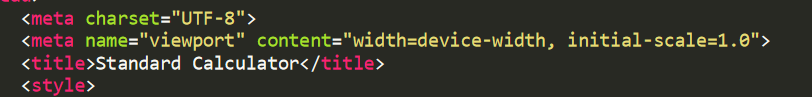 <meta charset="UTF-8">
<meta name="viewport" content="width=device-width, initial-scale=1.0">
<title>Standard Calculator</title>
<style>